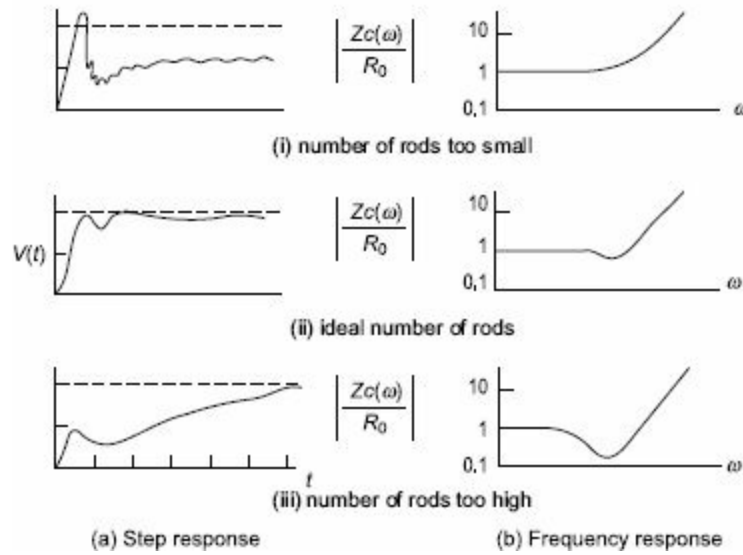 10
Zc(ω)
R0
1
0,1
ω
(i) number of rods too small
10
Zc(ω)
R0
1
V(t)
0,1
ω
(ii) ideal number of rods
10
Zc(ω)
R0
1
0,1
ω
t
(iii) number of rods too high
(a) Step response
(b) Frequency response